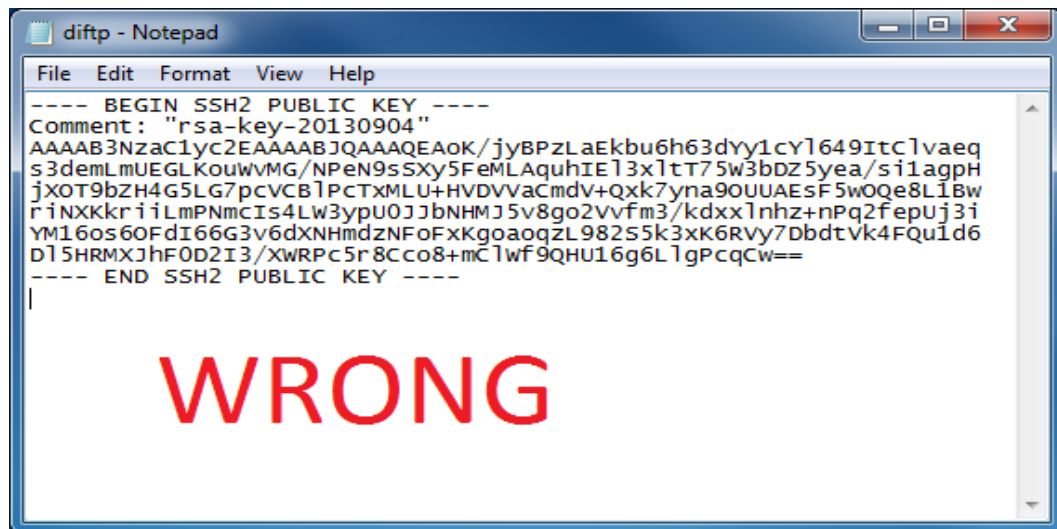 diftp - Notepad
File Edit Format View Help
---- BEGIN SSH2 PUBLIC KEY ----
Comment: "rsa-key-20130904"
AAAAB3NzaC1yc2EAAAABJQAAAQEAoK/jyBPzLaEkbu6h63dYy1cYl649ItClvaeq
s3demLmUEGLKouWvMG/NPeN9sSXy5FeMLAquhIEl3xltT75W3bDZ5yea/si1agpH
jXOT9bZH4G5LG7pcVCBlPcTxMLU+HVDVVaCmdV+Qxk7yna9OUUAEsF5wOQe8L1Bw
riNXKkriiLmPNmcIs4LW3ypU0JJbNHMJ5v8go2Vvfm3/kdxxlnhz+nPq2fepUj3i
YM16os6OFdI66G3v6dXNHmdzNFoFxKgoaoqzL982S5k3xK6RVy7DbdtVk4FQu1d6
Dl5HRMXJhF0D2I3/XWRPc5r8Cco8+mClWf9QHU16g6LlgPcqCw==
---- END SSH2 PUBLIC KEY ----
WRONG